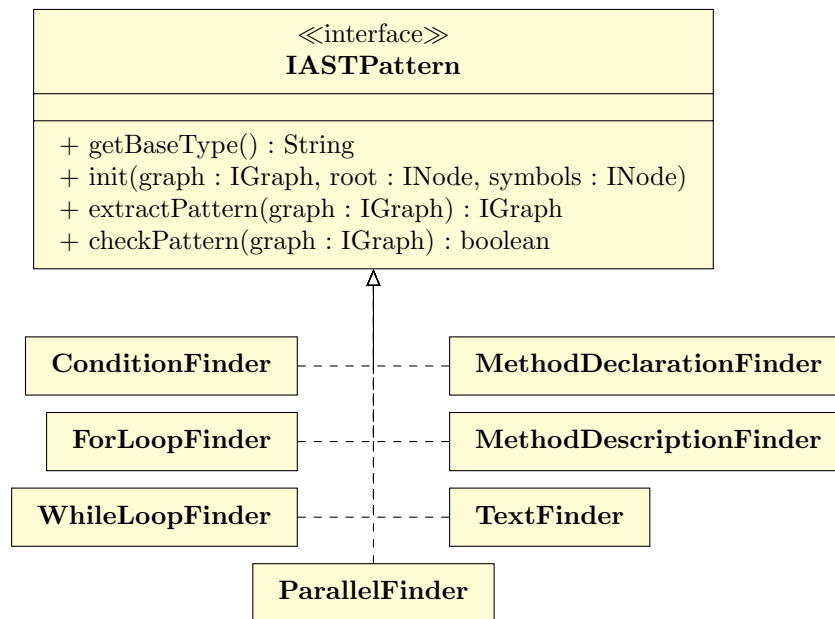 ≪interface≫
IASTPattern
+ getBaseType() : String
+ init(graph : IGraph, root : INode, symbols : INode)
+ extractPattern(graph : IGraph) : IGraph
+ checkPattern(graph : IGraph) : boolean
ConditionFinder
MethodDeclarationFinder
ForLoopFinder
MethodDescriptionFinder
WhileLoopFinder
TextFinder
ParallelFinder